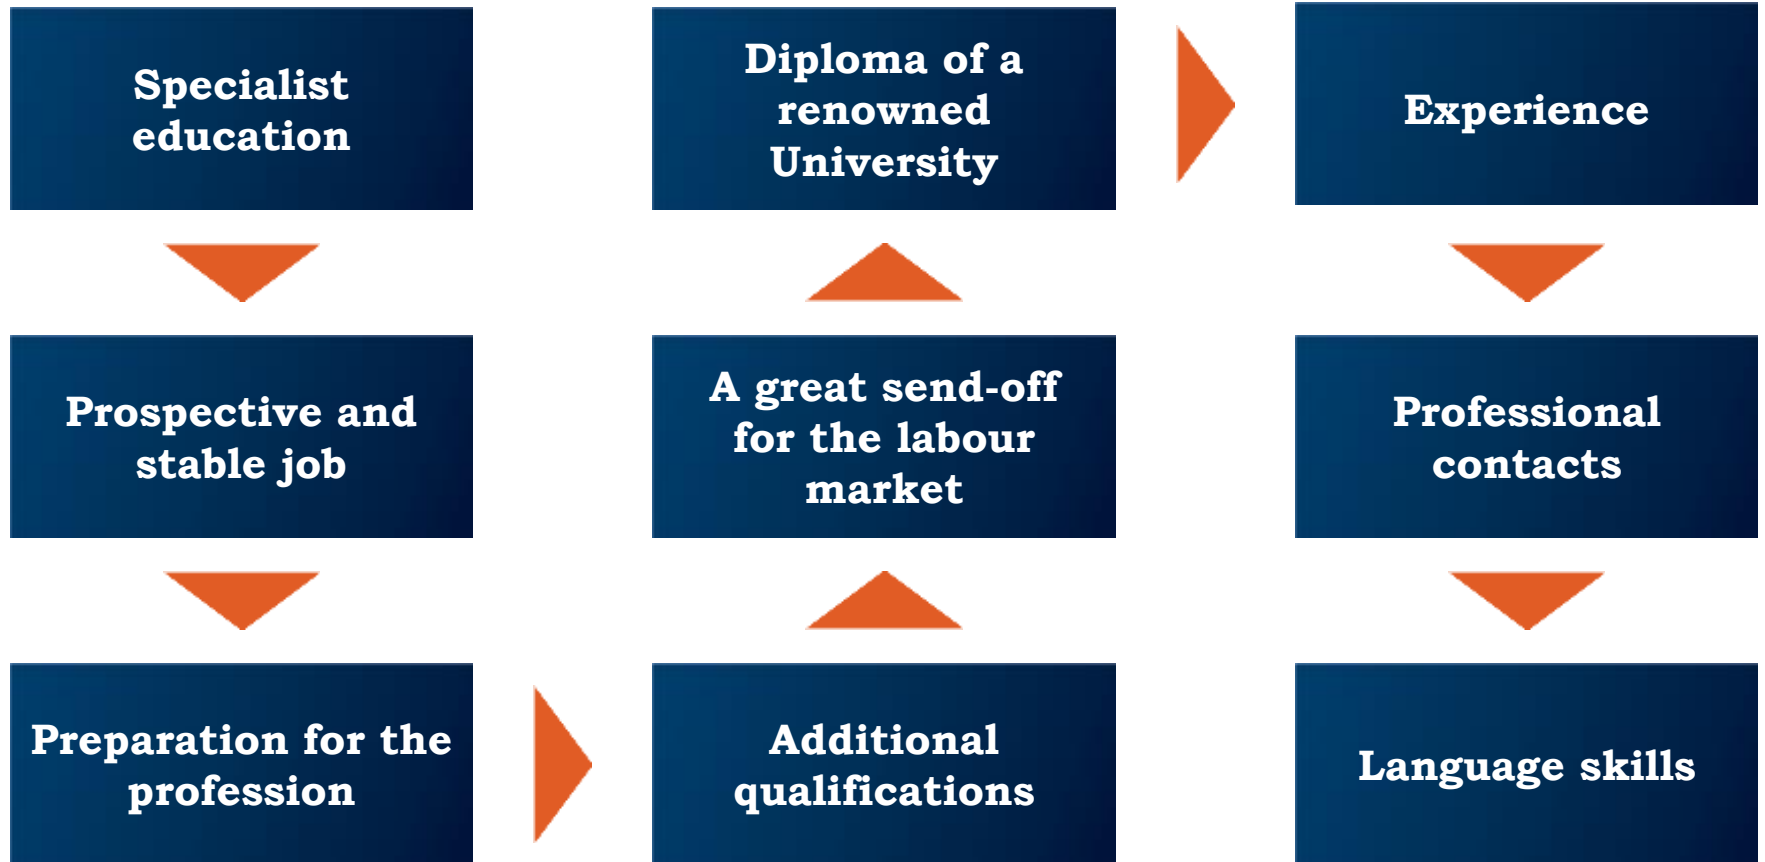 Specialist
education
Prospective and
stable job
Preparation for the
profession
Additional
qualifications
A great send-off
for the labour
market
Diploma of a
renowned
University
Experience
Professional
contacts
Language skills